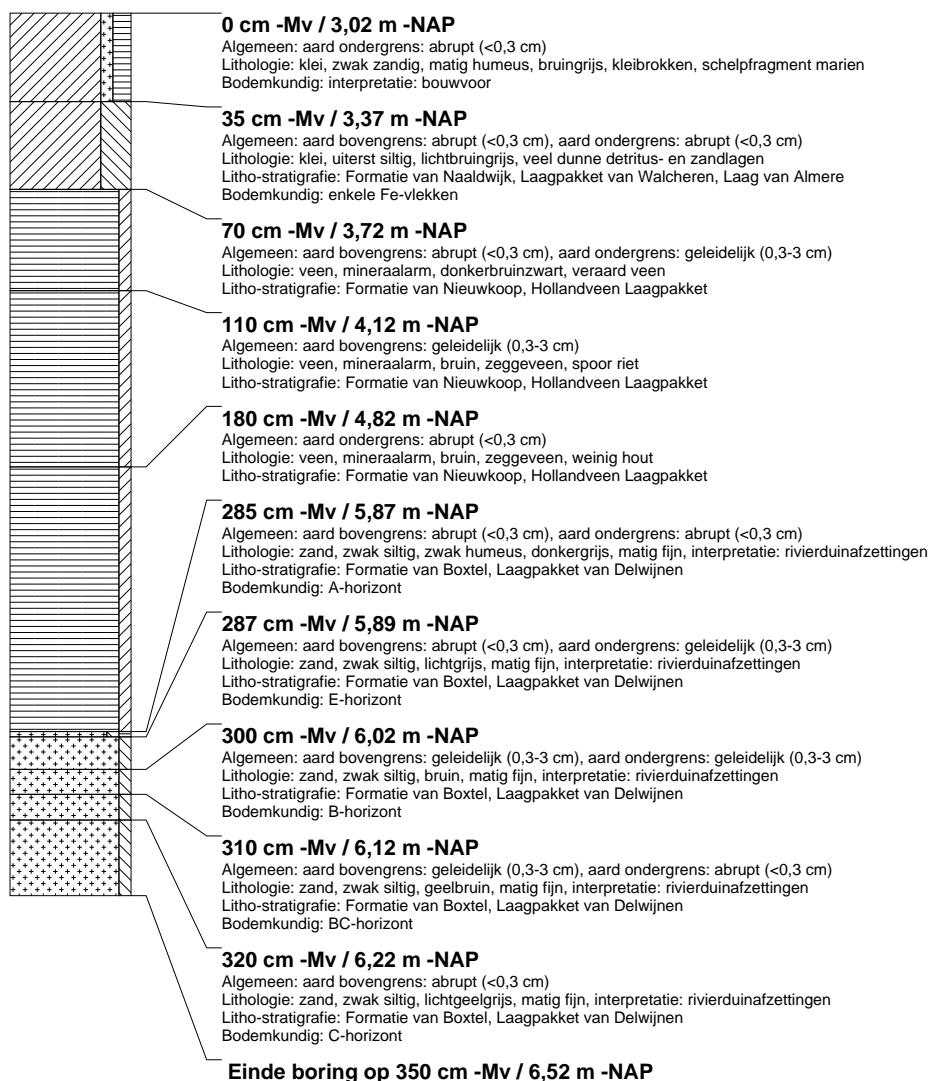 0 cm -Mv / 3,02 m -NAP
Algemeen: aard ondergrens: abrupt (<0,3 cm)
Lithologie: klei, zwak zandig, matig humeus, bruingrijs, kleibrokken, schelpfragment marien
Bodemkundig: interpretatie: bouwvoor
35 cm -Mv / 3,37 m -NAP
Algemeen: aard bovengrens: abrupt (<0,3 cm), aard ondergrens: abrupt (<0,3 cm)
Lithologie: klei, uiterst siltig, lichtbruingrijs, veel dunne detritus- en zandlagen
Litho-stratigrafie: Formatie van Naaldwijk, Laagpakket van Walcheren, Laag van Almere
Bodemkundig: enkele Fe-vlekken
70 cm -Mv / 3,72 m -NAP
Algemeen: aard bovengrens: abrupt (<0,3 cm), aard ondergrens: geleidelijk (0,3-3 cm)
Lithologie: veen, mineraalarm, donkerbruinzwart, veraard veen
Litho-stratigrafie: Formatie van Nieuwkoop, Hollandveen Laagpakket
110 cm -Mv / 4,12 m -NAP
Algemeen: aard bovengrens: geleidelijk (0,3-3 cm)
Lithologie: veen, mineraalarm, bruin, zeggeveen, spoor riet
Litho-stratigrafie: Formatie van Nieuwkoop, Hollandveen Laagpakket
180 cm -Mv / 4,82 m -NAP
Algemeen: aard ondergrens: abrupt (<0,3 cm)
Lithologie: veen, mineraalarm, bruin, zeggeveen, weinig hout
Litho-stratigrafie: Formatie van Nieuwkoop, Hollandveen Laagpakket
285 cm -Mv / 5,87 m -NAP
Algemeen: aard bovengrens: abrupt (<0,3 cm), aard ondergrens: abrupt (<0,3 cm)
Lithologie: zand, zwak siltig, zwak humeus, donkergrijs, matig fijn, interpretatie: rivierduinafzettingen
Litho-stratigrafie: Formatie van Boxtel, Laagpakket van Delwijnen
Bodemkundig: A-horizont
287 cm -Mv / 5,89 m -NAP
Algemeen: aard bovengrens: abrupt (<0,3 cm), aard ondergrens: geleidelijk (0,3-3 cm)
Lithologie: zand, zwak siltig, lichtgrijs, matig fijn, interpretatie: rivierduinafzettingen
Litho-stratigrafie: Formatie van Boxtel, Laagpakket van Delwijnen
Bodemkundig: E-horizont
300 cm -Mv / 6,02 m -NAP
Algemeen: aard bovengrens: geleidelijk (0,3-3 cm), aard ondergrens: geleidelijk (0,3-3 cm)
Lithologie: zand, zwak siltig, bruin, matig fijn, interpretatie: rivierduinafzettingen
Litho-stratigrafie: Formatie van Boxtel, Laagpakket van Delwijnen
Bodemkundig: B-horizont
310 cm -Mv / 6,12 m -NAP
Algemeen: aard bovengrens: geleidelijk (0,3-3 cm), aard ondergrens: abrupt (<0,3 cm)
Lithologie: zand, zwak siltig, geelbruin, matig fijn, interpretatie: rivierduinafzettingen
Litho-stratigrafie: Formatie van Boxtel, Laagpakket van Delwijnen
Bodemkundig: BC-horizont
320 cm -Mv / 6,22 m -NAP
Algemeen: aard bovengrens: abrupt (<0,3 cm)
Lithologie: zand, zwak siltig, lichtgeelgrijs, matig fijn, interpretatie: rivierduinafzettingen
Litho-stratigrafie: Formatie van Boxtel, Laagpakket van Delwijnen
Bodemkundig: C-horizont
Einde boring op 350 cm -Mv / 6,52 m -NAP